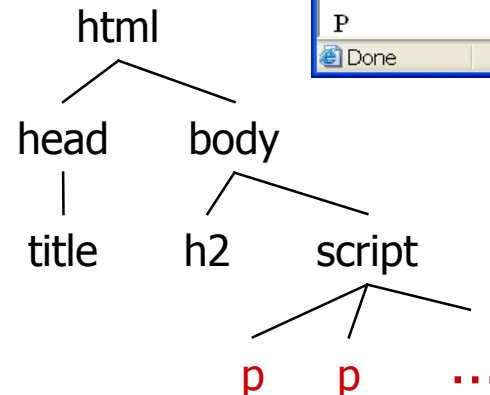 html
P
Done
head body
title h2 script
p p ...